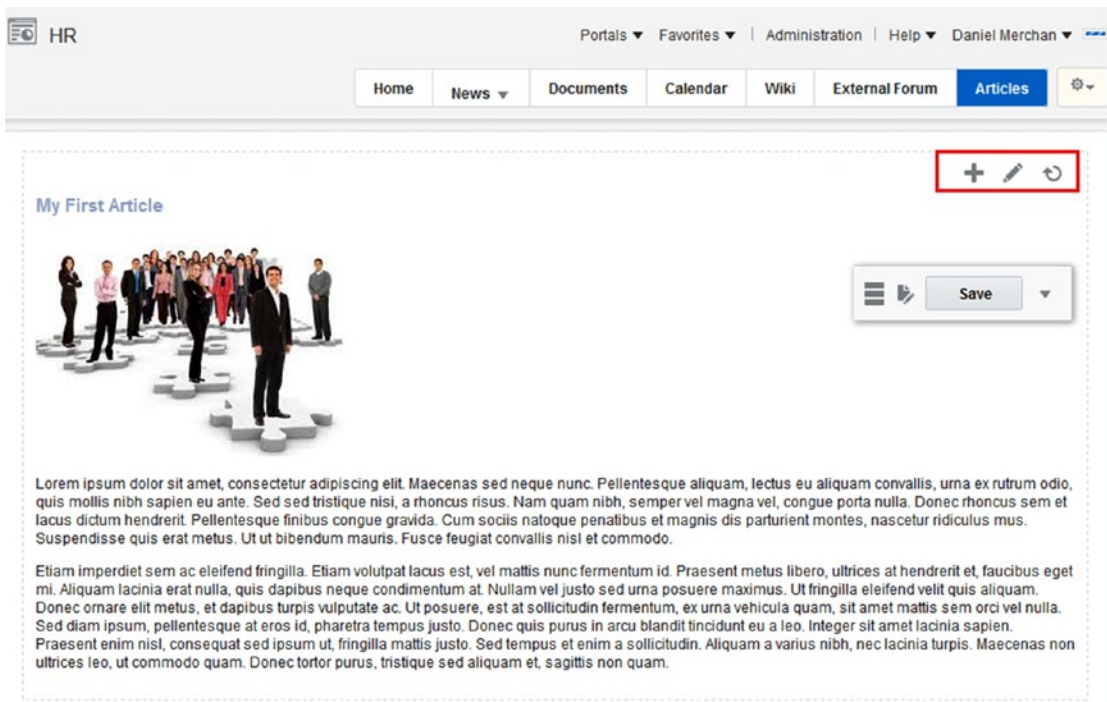 HR
Portals ▼ Favorites ▼ | Administration | Help ▼ Daniel Merchan ▼
Home News ▼ Documents Calendar Wiki External Forum Articles
My First Article
Save ▼
Lorem ipsum dolor sit amet, consectetur adipiscing elit. Maecenas sed neque nunc. Pellentesque aliquam, lectus eu aliquam convallis, urna ex rutrum odio,
quis mollis nibh sapien eu ante. Sed sed tristique nisi, a rhoncus risus. Nam quam nibh, semper vel magna vel, congue porta nulla. Donec rhoncus sem et
lacus dictum hendrerit. Pellentesque finibus congue gravida. Cum sociis natoque penatibus et magnis dis parturient montes, nascetur ridiculus mus.
Suspendisse quis erat metus. Ut ut bibendum mauris. Fusce feugiat convallis nisl et commodo.
Etiam imperdiet sem ac eleifend fringilla. Etiam volutpat lacus est, vel mattis nunc fermentum id. Praesent metus libero, ultrices at hendrerit et, faucibus eget
mi. Aliquam lacinia erat nulla, quis dapibus neque condimentum at. Nullam vel justo sed urna posuere maximus. Ut fringilla eleifend velit quis aliquam.
Donec ornare elit metus, et dapibus turpis vulputate ac. Ut posuere, est at sollicitudin fermentum, ex urna vehicula quam, sit amet mattis sem orci vel nulla.
Sed diam ipsum, pellentesque at eros id, pharetra tempus justo. Donec quis purus in arcu blandit tincidunt eu a leo. Integer sit amet lacinia sapien.
Praesent enim nisl, consequat sed ipsum ut, fringilla mattis justo. Sed tempus et enim a sollicitudin. Aliquam a varius nibh, nec lacinia turpis. Maecenas non
ultrices leo, ut commodo quam. Donec tortor purus, tristique sed aliquam et, sagittis non quam.